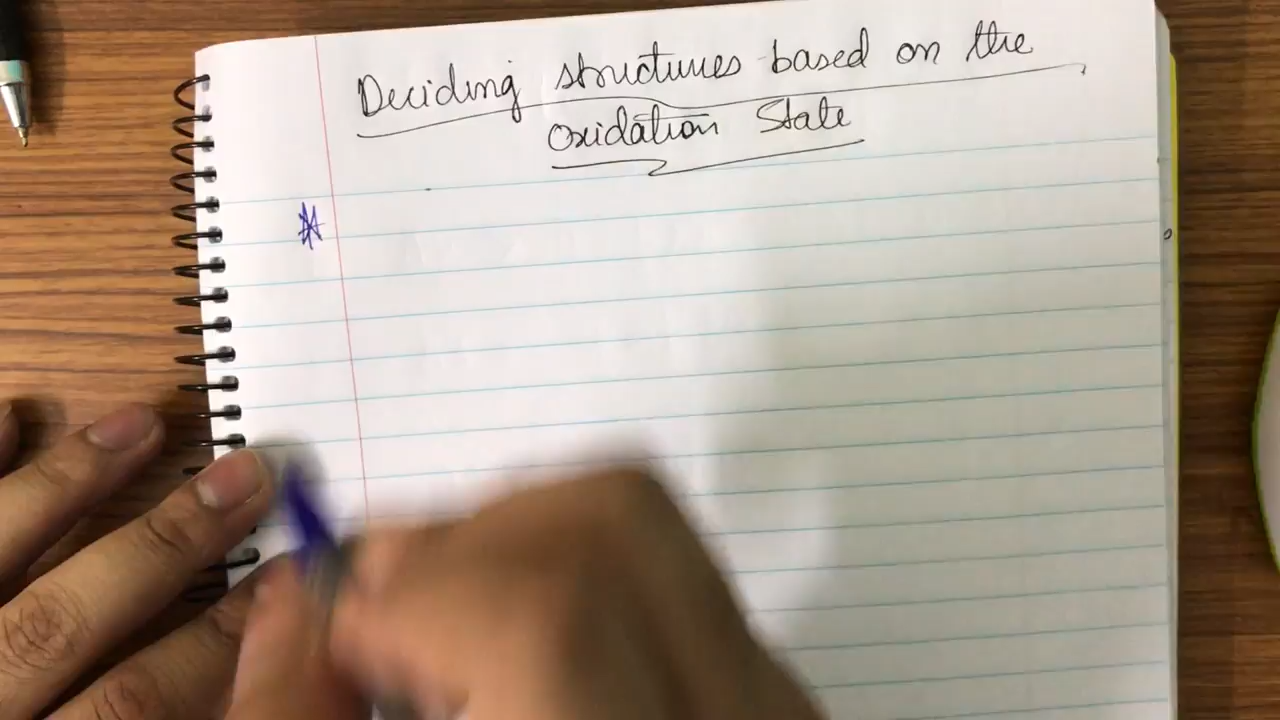 Deciding structures based on the
Oxidation State
*